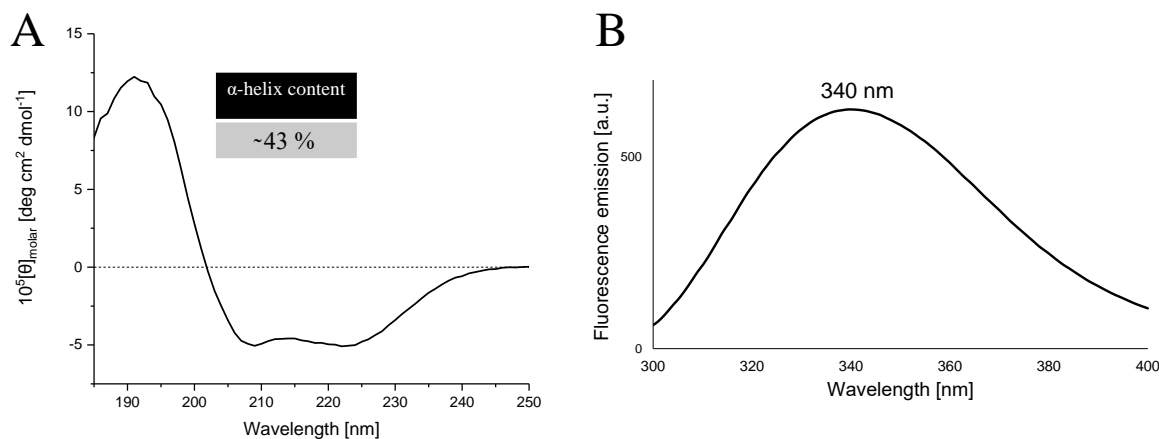 A
15
10
5
0
-5
10⁵[θ]molar [deg cm² dmol⁻¹]
α-helix content
~43 %
190 200 210 220 230 240 250
Wavelength [nm]
B
340 nm
500
0
Fluorescence emission [a.u.]
300 320 340 360 380 400
Wavelength [nm]